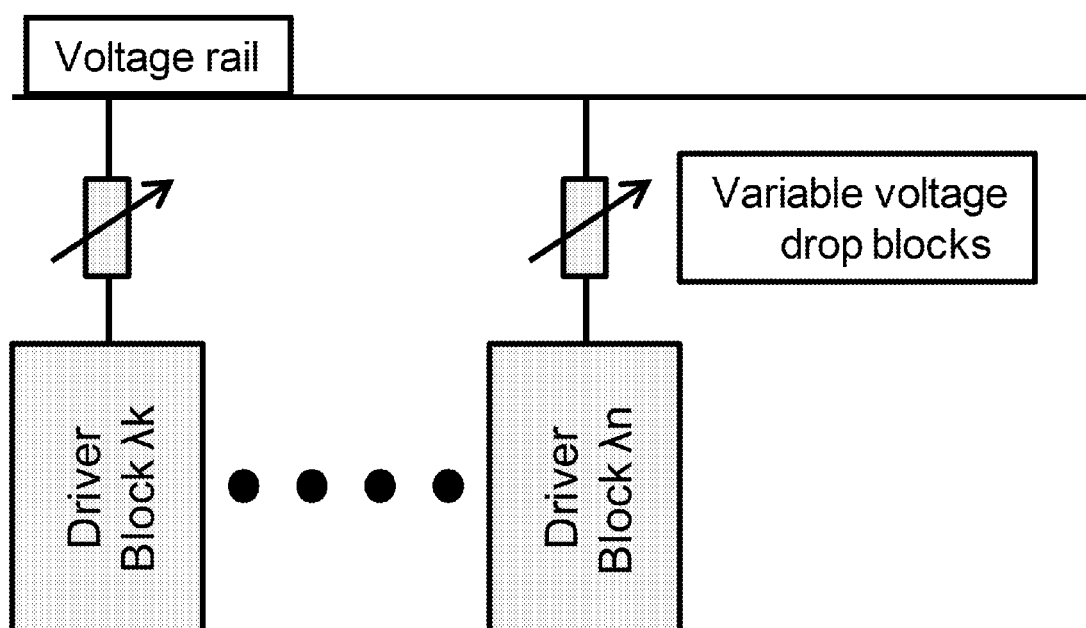 Voltage rail
Variable voltage
drop blocks
Driver
Block λk
Driver
Block λn